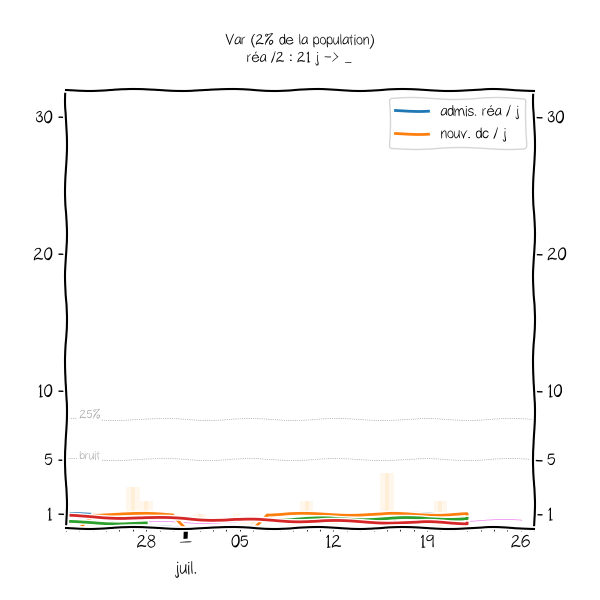 Var (2% de la population)
réa /2 : 21 j -> _
admis. réa / j
nouv. dc / j
30
30
20
20
10
10
25%
bruit
5
5
1
1
28
05
12
19
26
juil.